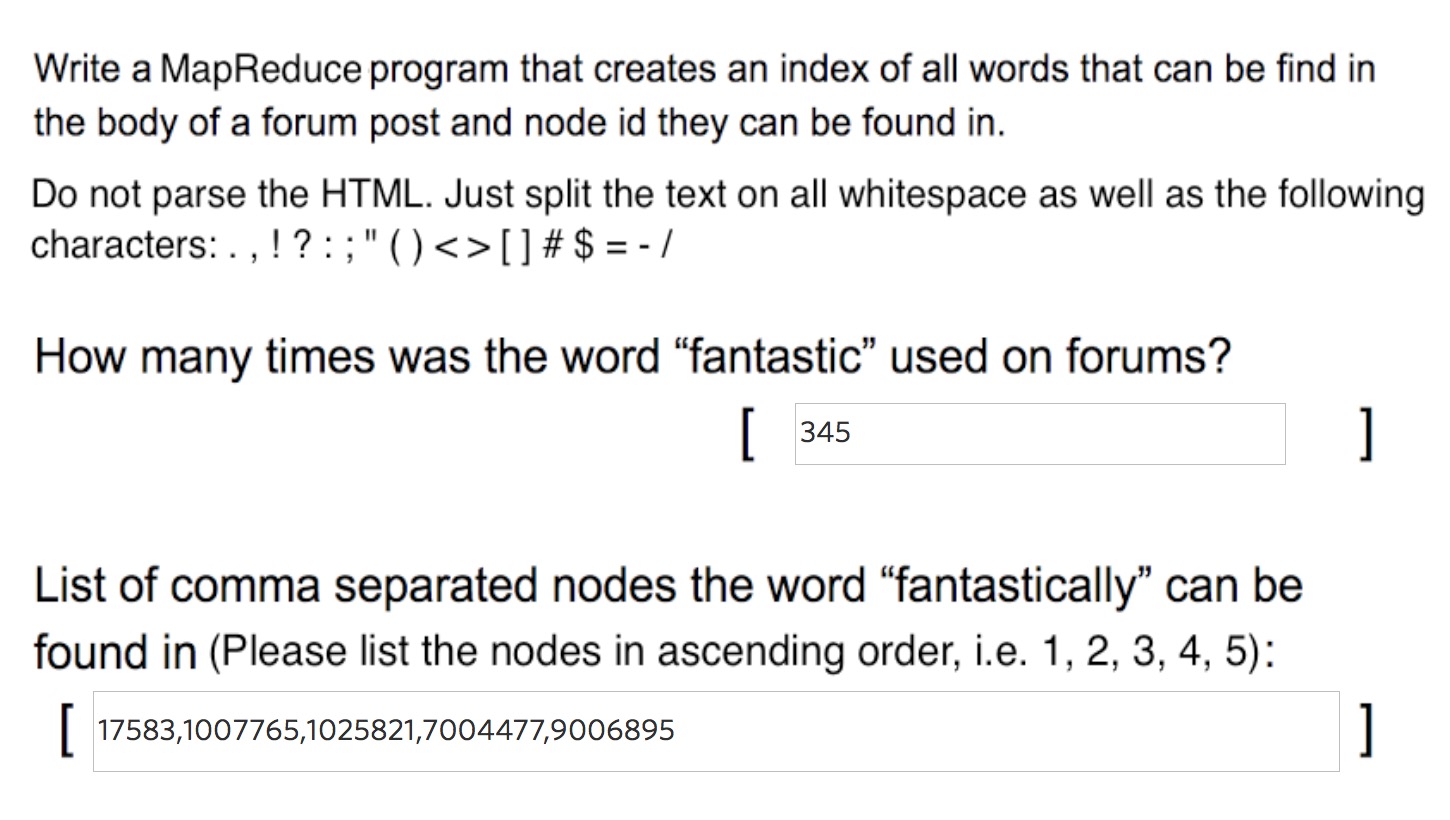 Write a MapReduce program that creates an index of all words that can be find in
the body of a forum post and node id they can be found in.
Do not parse the HTML. Just split the text on all whitespace as well as the following
characters: . , ! ? : ; " ( ) < > [ ] # $ = - /
How many times was the word “fantastic” used on forums?
[ 345 ]
List of comma separated nodes the word “fantastically” can be
found in (Please list the nodes in ascending order, i.e. 1, 2, 3, 4, 5):
[ 17583,1007765,1025821,7004477,9006895 ]